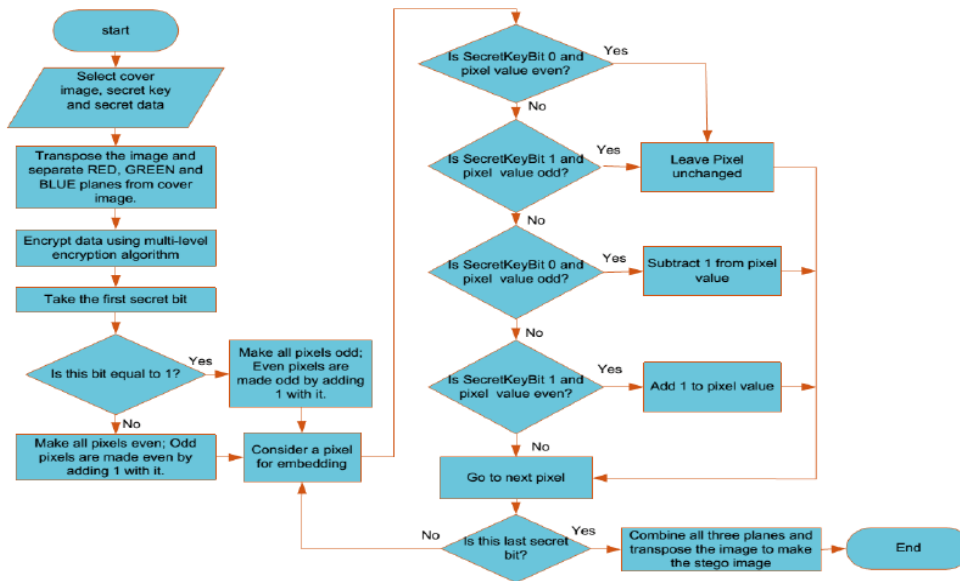 start
Select cover
image, secret key
and secret data
Transpose the image and
separate RED, GREEN and
BLUE planes from cover
image.
Encrypt data using multi-level
encryption algorithm
Take the first secret bit
Is this bit equal to 1?
Yes
Make all pixels odd;
Even pixels are
made odd by adding
1 with it.
No
Make all pixels even; Odd
pixels are made even by
adding 1 with it.
Consider a pixel
for embedding
Is SecretKeyBit 0 and
pixel value even?
Yes
No
Is SecretKeyBit 1 and
pixel value odd?
Yes
Leave Pixel
unchanged
No
Is SecretKeyBit 0 and
pixel value odd?
Yes
Subtract 1 from pixel
value
No
Is SecretKeyBit 1 and
pixel value even?
Yes
Add 1 to pixel value
No
Go to next pixel
No
Is this last secret
bit?
Yes
Combine all three planes and
transpose the image to make
the stego image
End